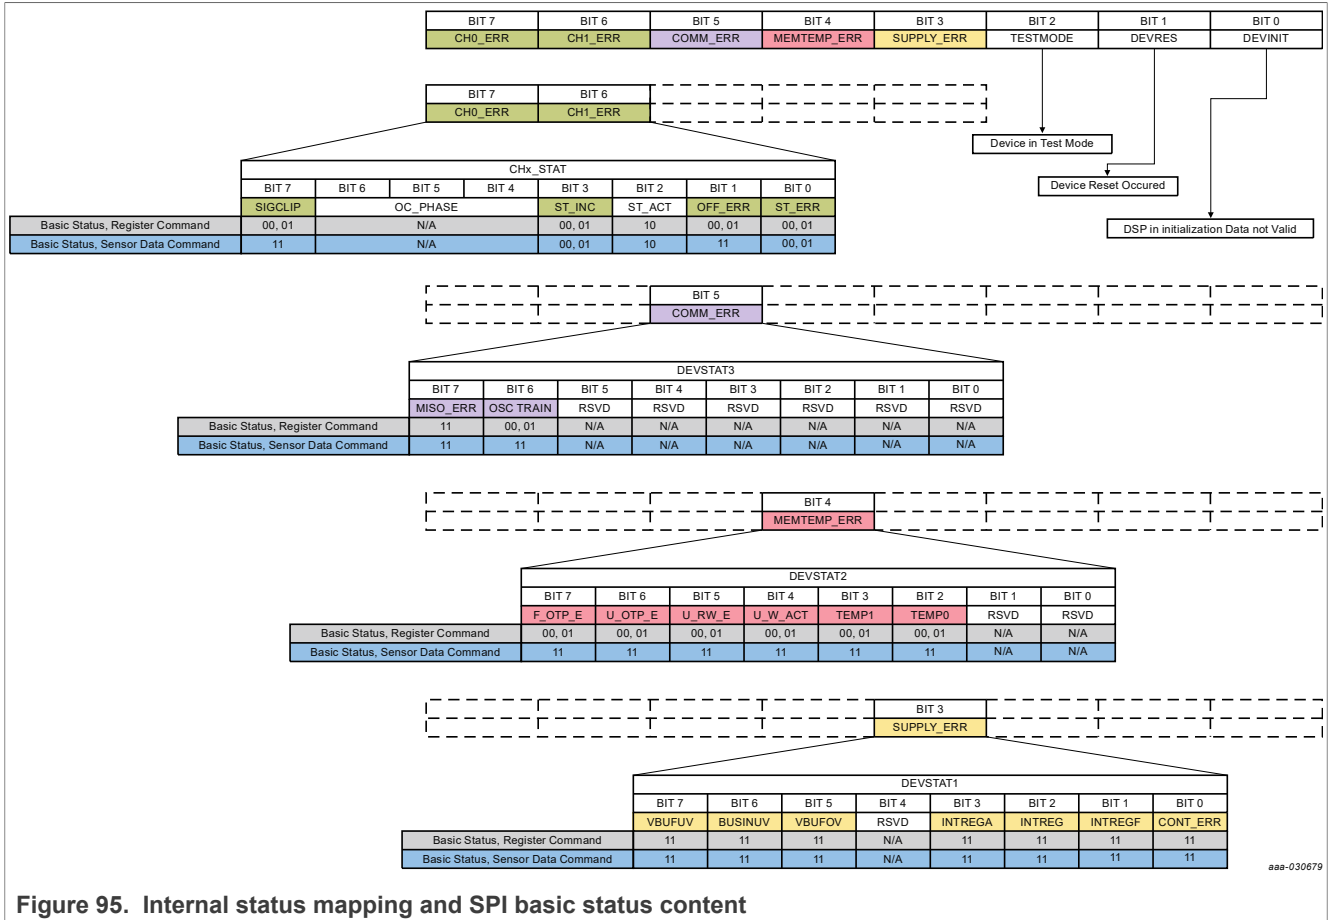 BIT 7 BIT 6 BIT 5 BIT 4 BIT 3 BIT 2 BIT 1 BIT 0
CH0_ERR CH1_ERR COMM_ERR MEMTEMP_ERR SUPPLY_ERR TESTMODE DEVRES DEVINIT
BIT 7 BIT 6
CH0_ERR CH1_ERR
Device in Test Mode
Device Reset Occured
DSP in initialization Data not Valid
CHx_STAT
BIT 7 BIT 6 BIT 5 BIT 4 BIT 3 BIT 2 BIT 1 BIT 0
SIGCLIP OC_PHASE ST_INC ST_ACT OFF_ERR ST_ERR
Basic Status, Register Command 00, 01 N/A 00, 01 10 00, 01 00, 01
Basic Status, Sensor Data Command 11 N/A 00, 01 10 11 00, 01
BIT 5
COMM_ERR
DEVSTAT3
BIT 7 BIT 6 BIT 5 BIT 4 BIT 3 BIT 2 BIT 1 BIT 0
MISO_ERR OSC TRAIN RSVD RSVD RSVD RSVD RSVD RSVD
Basic Status, Register Command 11 00, 01 N/A N/A N/A N/A N/A N/A
Basic Status, Sensor Data Command 11 11 N/A N/A N/A N/A N/A N/A
BIT 4
MEMTEMP_ERR
DEVSTAT2
BIT 7 BIT 6 BIT 5 BIT 4 BIT 3 BIT 2 BIT 1 BIT 0
F_OTP_E U_OTP_E U_RW_E U_W_ACT TEMP1 TEMP0 RSVD RSVD
Basic Status, Register Command 00, 01 00, 01 00, 01 00, 01 00, 01 00, 01 N/A N/A
Basic Status, Sensor Data Command 11 11 11 11 11 11 N/A N/A
BIT 3
SUPPLY_ERR
DEVSTAT1
BIT 7 BIT 6 BIT 5 BIT 4 BIT 3 BIT 2 BIT 1 BIT 0
VBUFUV BUSINUV VBUFOV RSVD INTREGA INTREG INTREGF CONT_ERR
Basic Status, Register Command 11 11 11 N/A 11 11 11 11
Basic Status, Sensor Data Command 11 11 11 N/A 11 11 11 11
aaa-030679
Figure 95. Internal status mapping and SPI basic status content